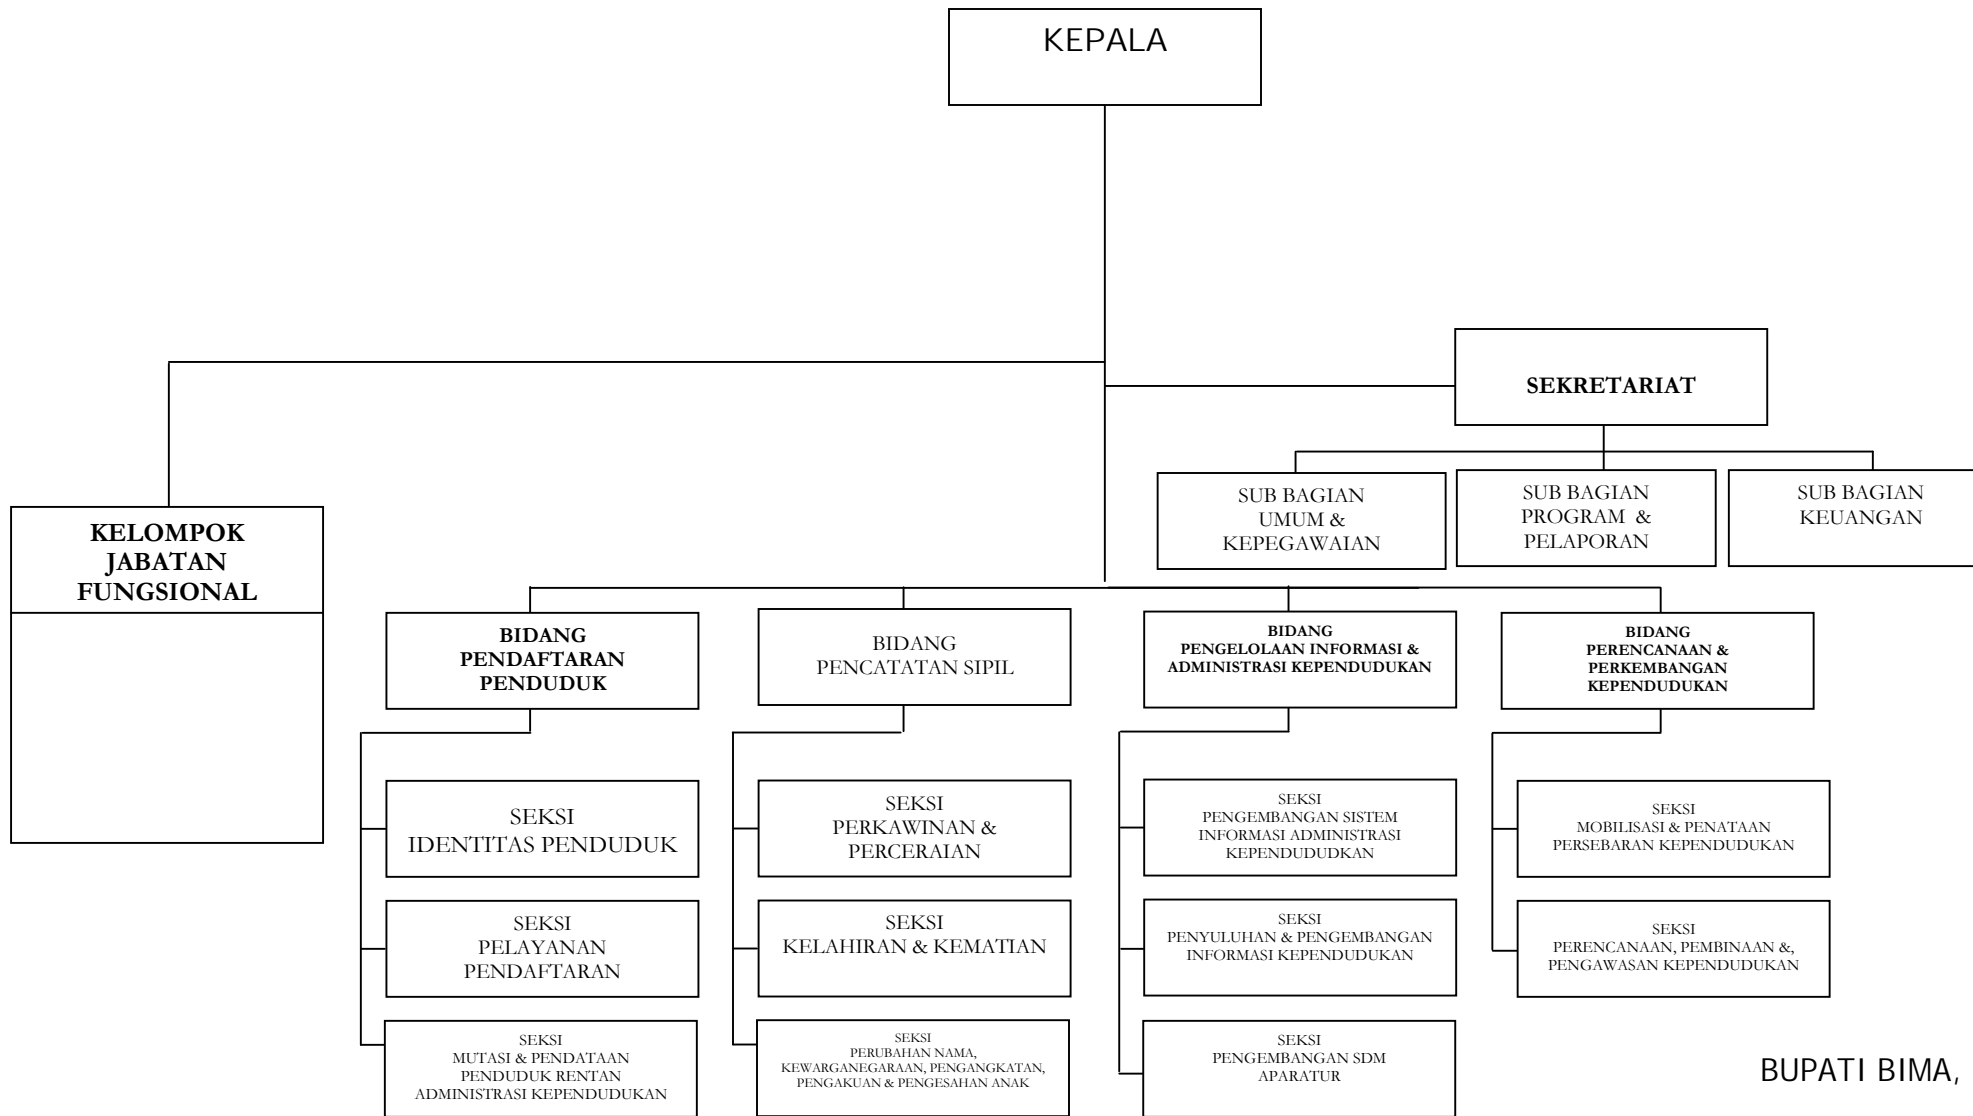 KEPALA
SEKRETARIAT
SUB BAGIAN
UMUM &
KEPEGAWAIAN
SUB BAGIAN
PROGRAM &
PELAPORAN
SUB BAGIAN
KEUANGAN
KELOMPOK
JABATAN
FUNGSIONAL
BIDANG
PENDAFTARAN
PENDUDUK
BIDANG
PENCATATAN SIPIL
BIDANG
PENGELOLAAN INFORMASI &
ADMINISTRASI KEPENDUDUKAN
BIDANG
PERENCANAAN &
PERKEMBANGAN
KEPENDUDUKAN
SEKSI
IDENTITAS PENDUDUK
SEKSI
PERKAWINAN &
PERCERAIAN
SEKSI
PENGEMBANGAN SISTEM
INFORMASI ADMINISTRASI
KEPENDUDUDKAN
SEKSI
MOBILISASI & PENATAAN
PERSEBARAN KEPENDUDUKAN
SEKSI
PELAYANAN
PENDAFTARAN
SEKSI
KELAHIRAN & KEMATIAN
SEKSI
PENYULUHAN & PENGEMBANGAN
INFORMASI KEPENDUDUKAN
SEKSI
PERENCANAAN, PEMBINAAN &,
PENGAWASAN KEPENDUDUKAN
SEKSI
MUTASI & PENDATAAN
PENDUDUK RENTAN
ADMINISTRASI KEPENDUDUKAN
SEKSI
PERUBAHAN NAMA,
KEWARGANEGARAAN, PENGANGKATAN,
PENGAKUAN & PENGESAHAN ANAK
SEKSI
PENGEMBANGAN SDM
APARATUR
BUPATI BIMA,